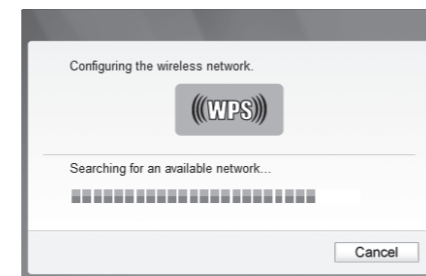 Configuring the wireless network.
(((WPS)))
Searching for an available network...
Cancel